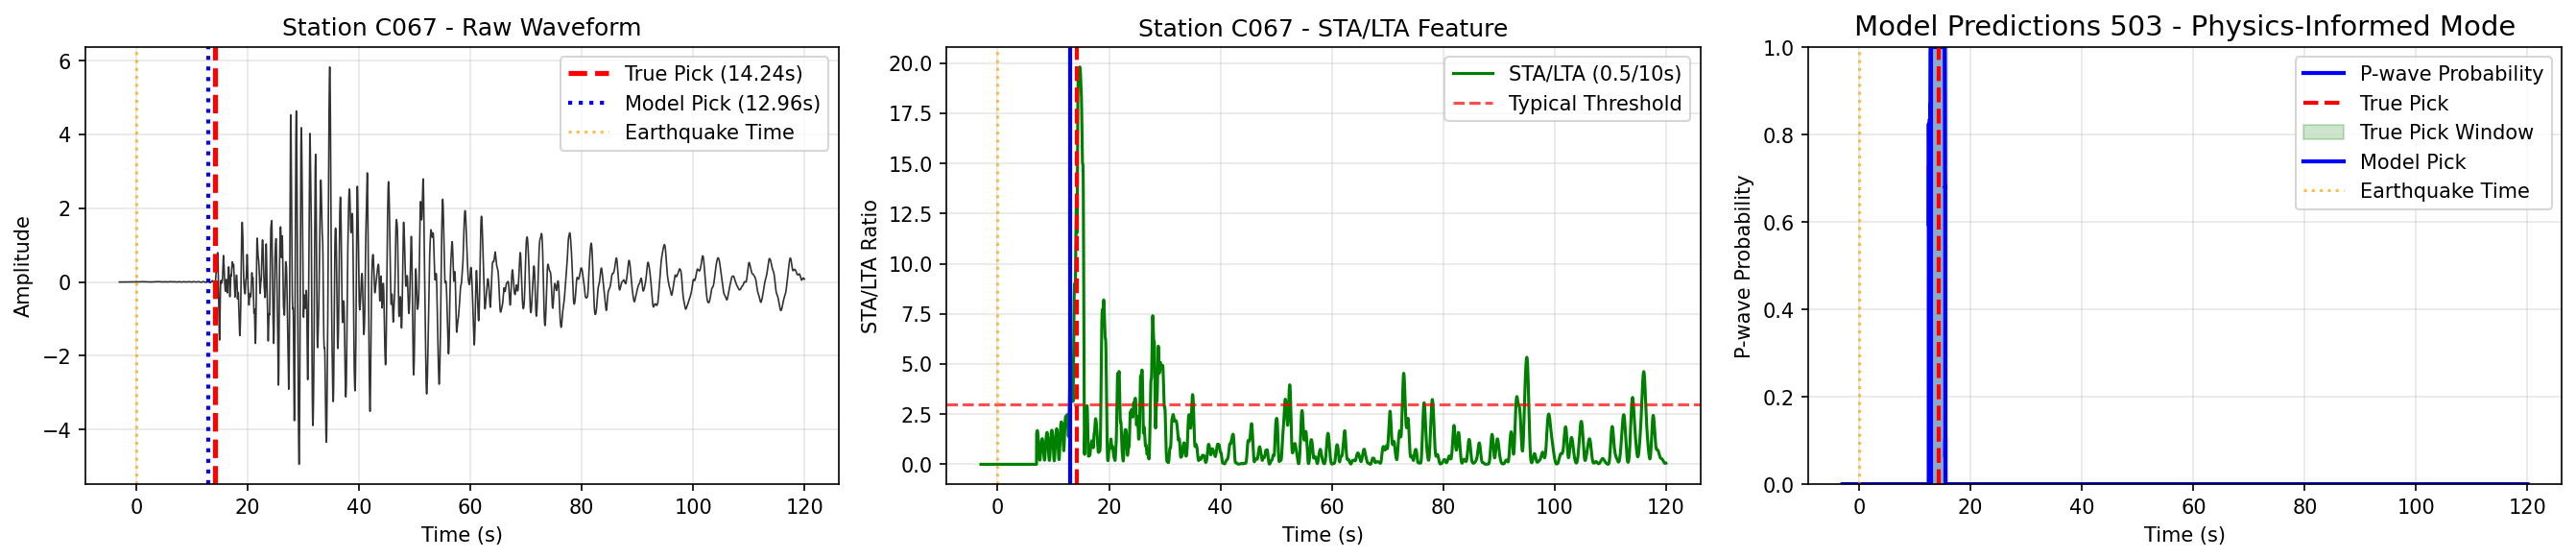 Station C067 - Raw Waveform
Amplitude
6
4
2
0
−2
−4
True Pick (14.24s)
Model Pick (12.96s)
Earthquake Time
0
20
40
60
80
100
120
Time (s)
Station C067 - STA/LTA Feature
STA/LTA Ratio
20.0
17.5
15.0
12.5
10.0
7.5
5.0
2.5
0.0
STA/LTA (0.5/10s)
Typical Threshold
0
20
40
60
80
100
120
Time (s)
Model Predictions 503 - Physics-Informed Mode
P-wave Probability
1.0
0.8
0.6
0.4
0.2
0.0
P-wave Probability
True Pick
True Pick Window
Model Pick
Earthquake Time
0
20
40
60
80
100
120
Time (s)